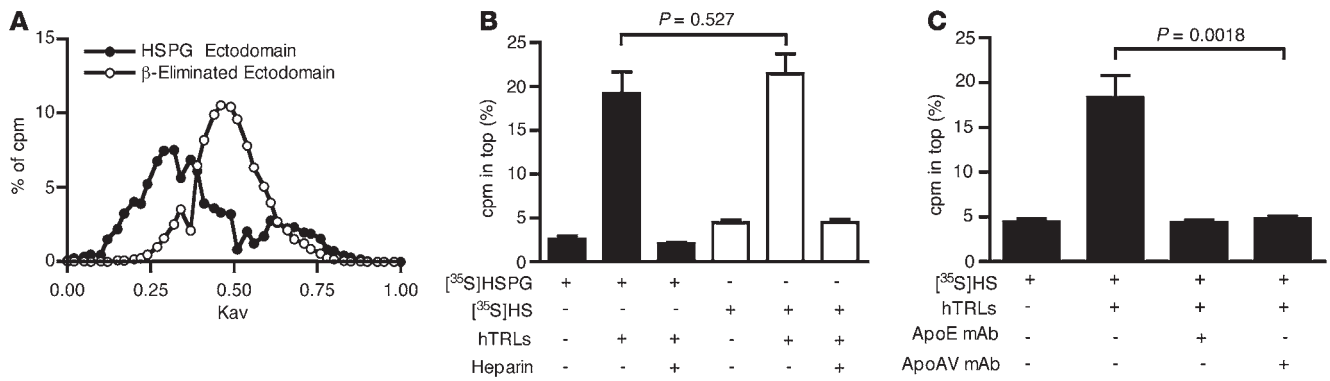 A
15
HSPG Ectodomain
β-Eliminated Ectodomain
10
5
0
% of cpm
0.00 0.25 0.50 0.75 1.00
Kav
B
P = 0.527
25
20
15
10
5
0
cpm in top (%)
[³⁵S]HSPG + + + - - -
[³⁵S]HS - - - + + +
hTRLs - + + - + +
Heparin - - + - - +
C
P = 0.0018
25
20
15
10
5
0
cpm in top (%)
[³⁵S]HS + + + +
hTRLs - + + +
ApoE mAb - - + -
ApoAV mAb - - - +